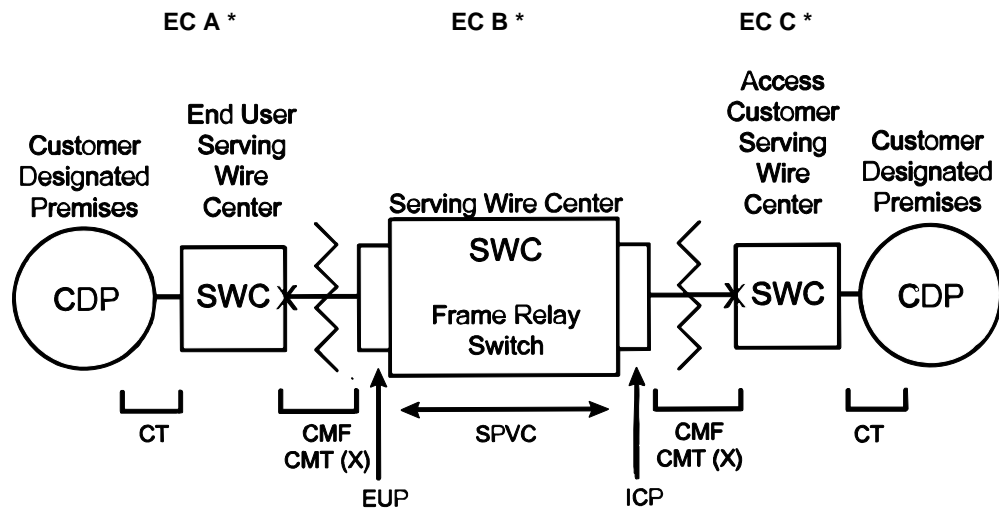 EC A *
EC B *
EC C *
Customer
Designated
Premises
End User
Serving
Wire
Center
Serving Wire Center
Access
Customer
Serving
Wire
Center
Customer
Designated
Premises
CDP
SWC
X
SWC
Frame Relay
Switch
X
SWC
CDP
CT
CMF
CMT (X)
SPVC
CMF
CMT (X)
CT
EUP
ICP